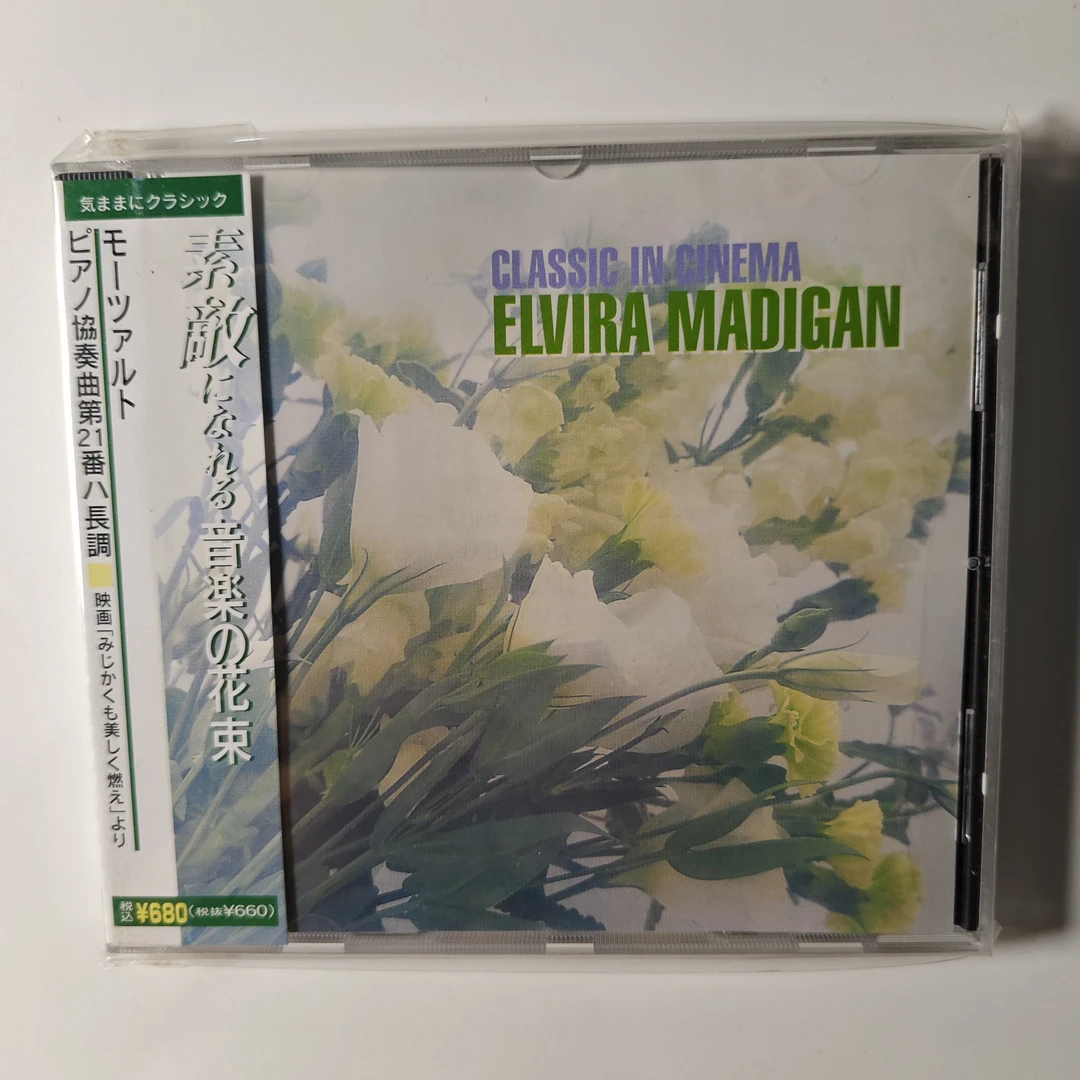 気ままにクラシック
素敵になれる音楽の花束
モーツァルト
ピアノ協奏曲第21番ハ長調
映画「みじかくも美しく燃え」より
税込¥680(税抜¥660)
CLASSIC IN CINEMA
ELVIRA MADIGAN